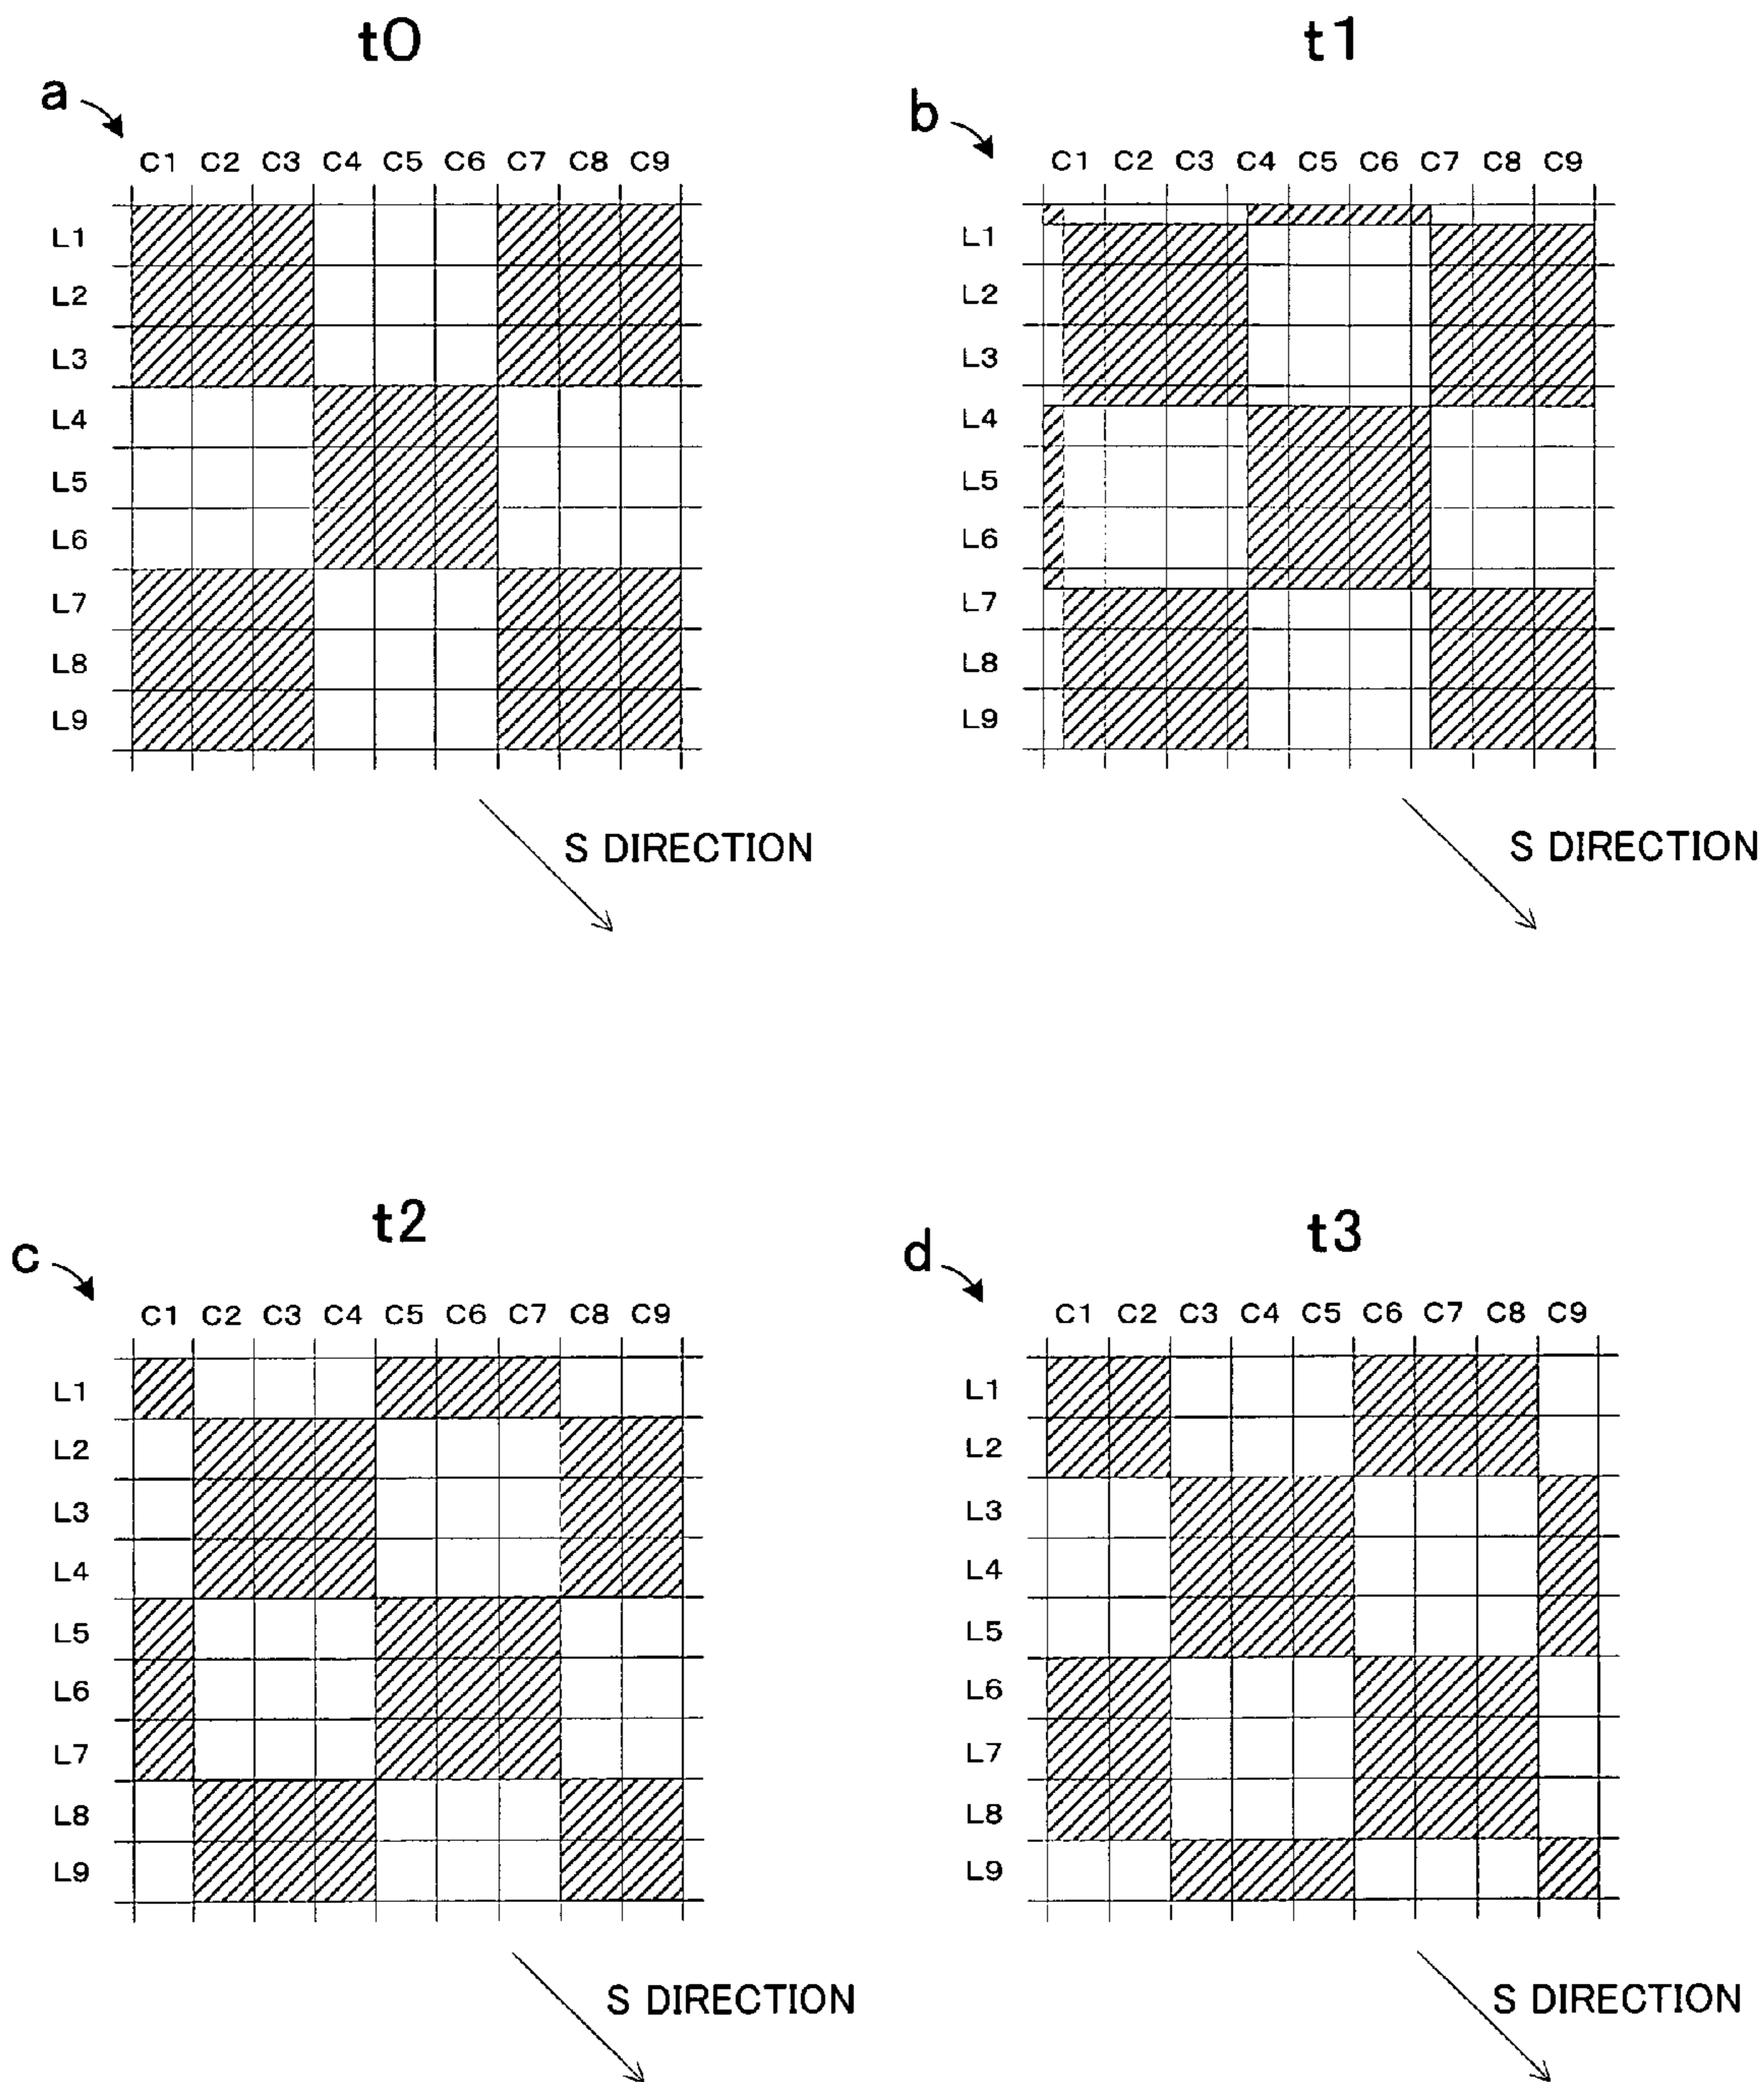 t0
a
C1 C2 C3 C4 C5 C6 C7 C8 C9
L1
L2
L3
L4
L5
L6
L7
L8
L9
S DIRECTION
t1
b
C1 C2 C3 C4 C5 C6 C7 C8 C9
L1
L2
L3
L4
L5
L6
L7
L8
L9
S DIRECTION
t2
c
C1 C2 C3 C4 C5 C6 C7 C8 C9
L1
L2
L3
L4
L5
L6
L7
L8
L9
S DIRECTION
t3
d
C1 C2 C3 C4 C5 C6 C7 C8 C9
L1
L2
L3
L4
L5
L6
L7
L8
L9
S DIRECTION